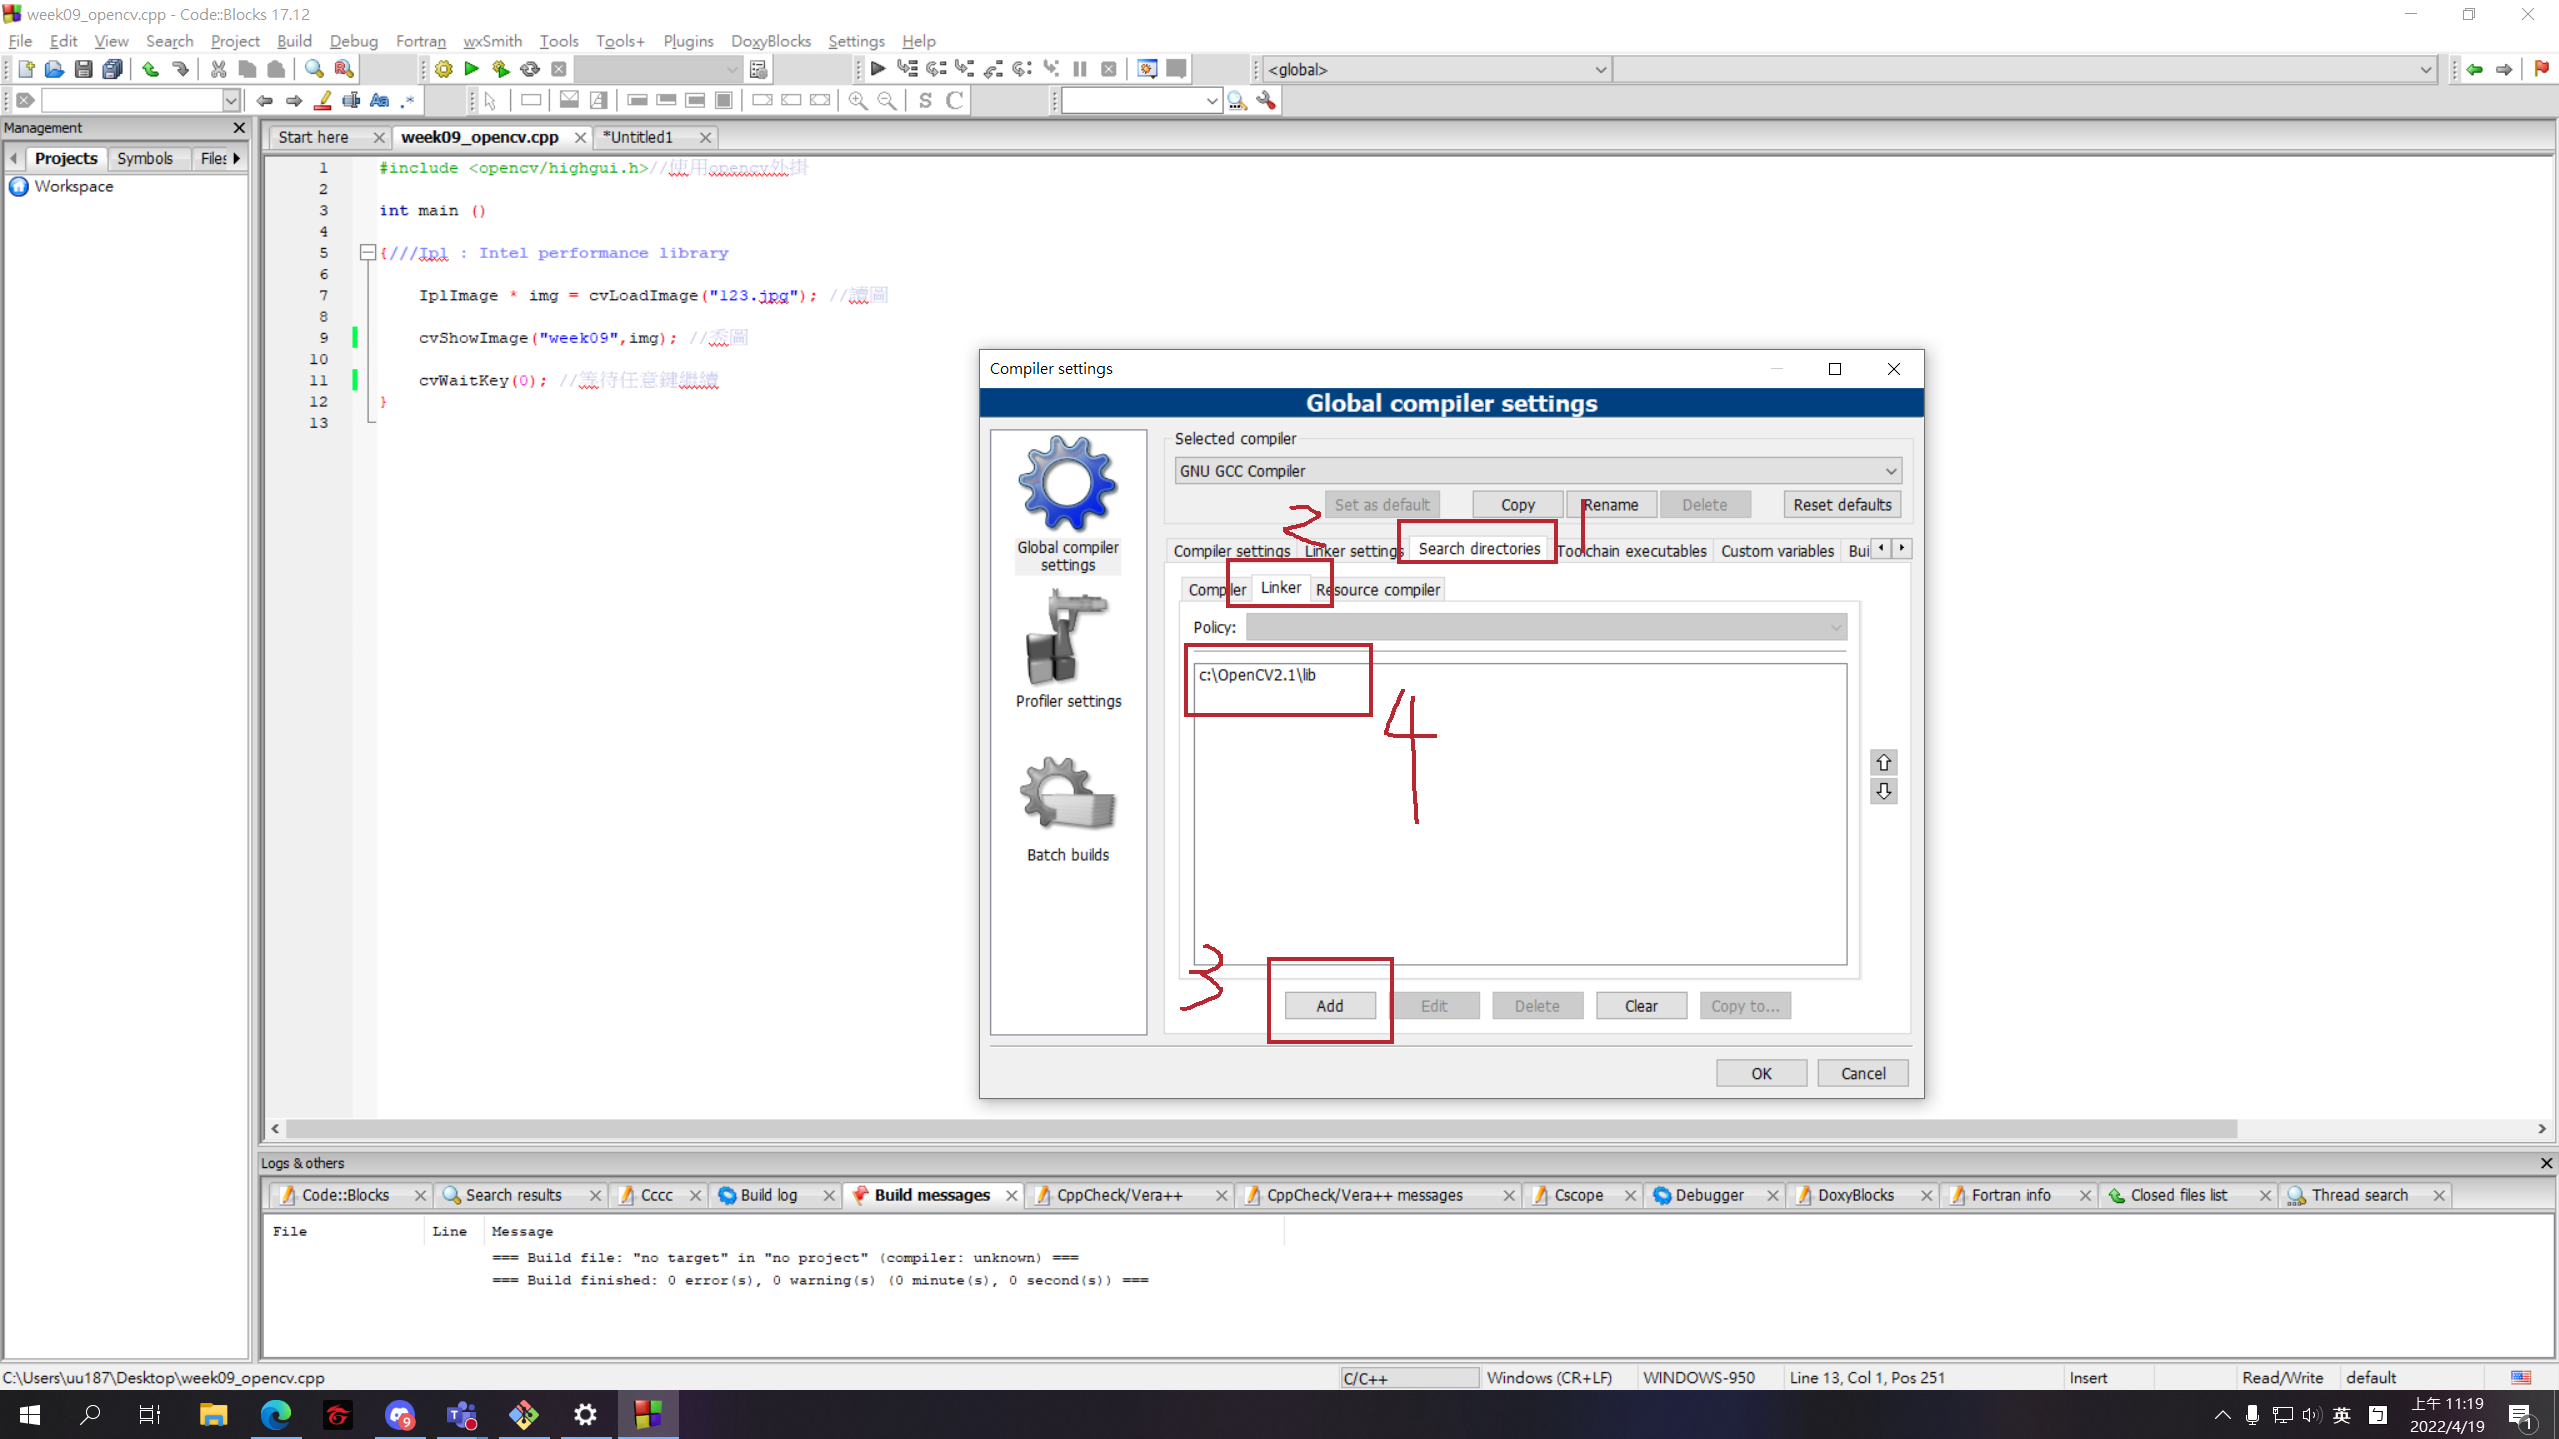 week09_opencv.cpp - Code::Blocks 17.12
File Edit View Search Project Build Debug Fortran wxSmith Tools Tools+ Plugins DoxyBlocks Settings Help
<global>
S C
Management
Projects Symbols Files
Workspace
Start here week09_opencv.cpp *Untitled1
1 #include <opencv/highgui.h>//使用opencv外掛
2
3 int main ()
4
5 {///Ipl : Intel performance library
6
7 IplImage * img = cvLoadImage("123.jpg"); //讀圖
8
9 cvShowImage("week09",img); //秀圖
10
11 cvWaitKey(0); //等待任意鍵繼續
12 }
13
Compiler settings
Global compiler settings
Global compiler settings
Profiler settings
Batch builds
Selected compiler
GNU GCC Compiler
Set as default Copy Rename Delete Reset defaults
2 1
Compiler settings Linker settings Search directories Toolchain executables Custom variables Bui
Compiler Linker Resource compiler
Policy:
c:\OpenCV2.1\lib
4
3
Add Edit Delete Clear Copy to...
OK Cancel
Logs & others
Code::Blocks Search results Cccc Build log Build messages CppCheck/Vera++ CppCheck/Vera++ messages Cscope Debugger DoxyBlocks Fortran info Closed files list Thread search
File Line Message
=== Build file: "no target" in "no project" (compiler: unknown) ===
=== Build finished: 0 error(s), 0 warning(s) (0 minute(s), 0 second(s)) ===
C:\Users\uu187\Desktop\week09_opencv.cpp C/C++ Windows (CR+LF) WINDOWS-950 Line 13, Col 1, Pos 251 Insert Read/Write default
9
英 ㄅ
上午 11:19
2022/4/19
1